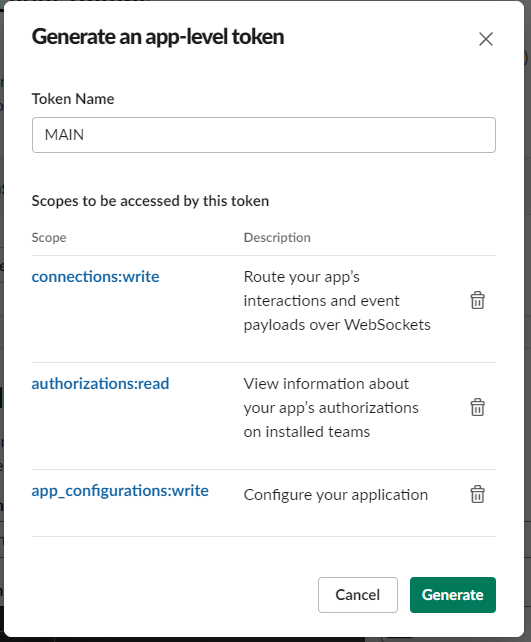 Generate an app-level token
Token Name
MAIN
Scopes to be accessed by this token
Scope Description
connections:write
Route your app’s
interactions and event
payloads over WebSockets
authorizations:read
View information about
your app’s authorizations
on installed teams
app_configurations:write
Configure your application
Cancel Generate